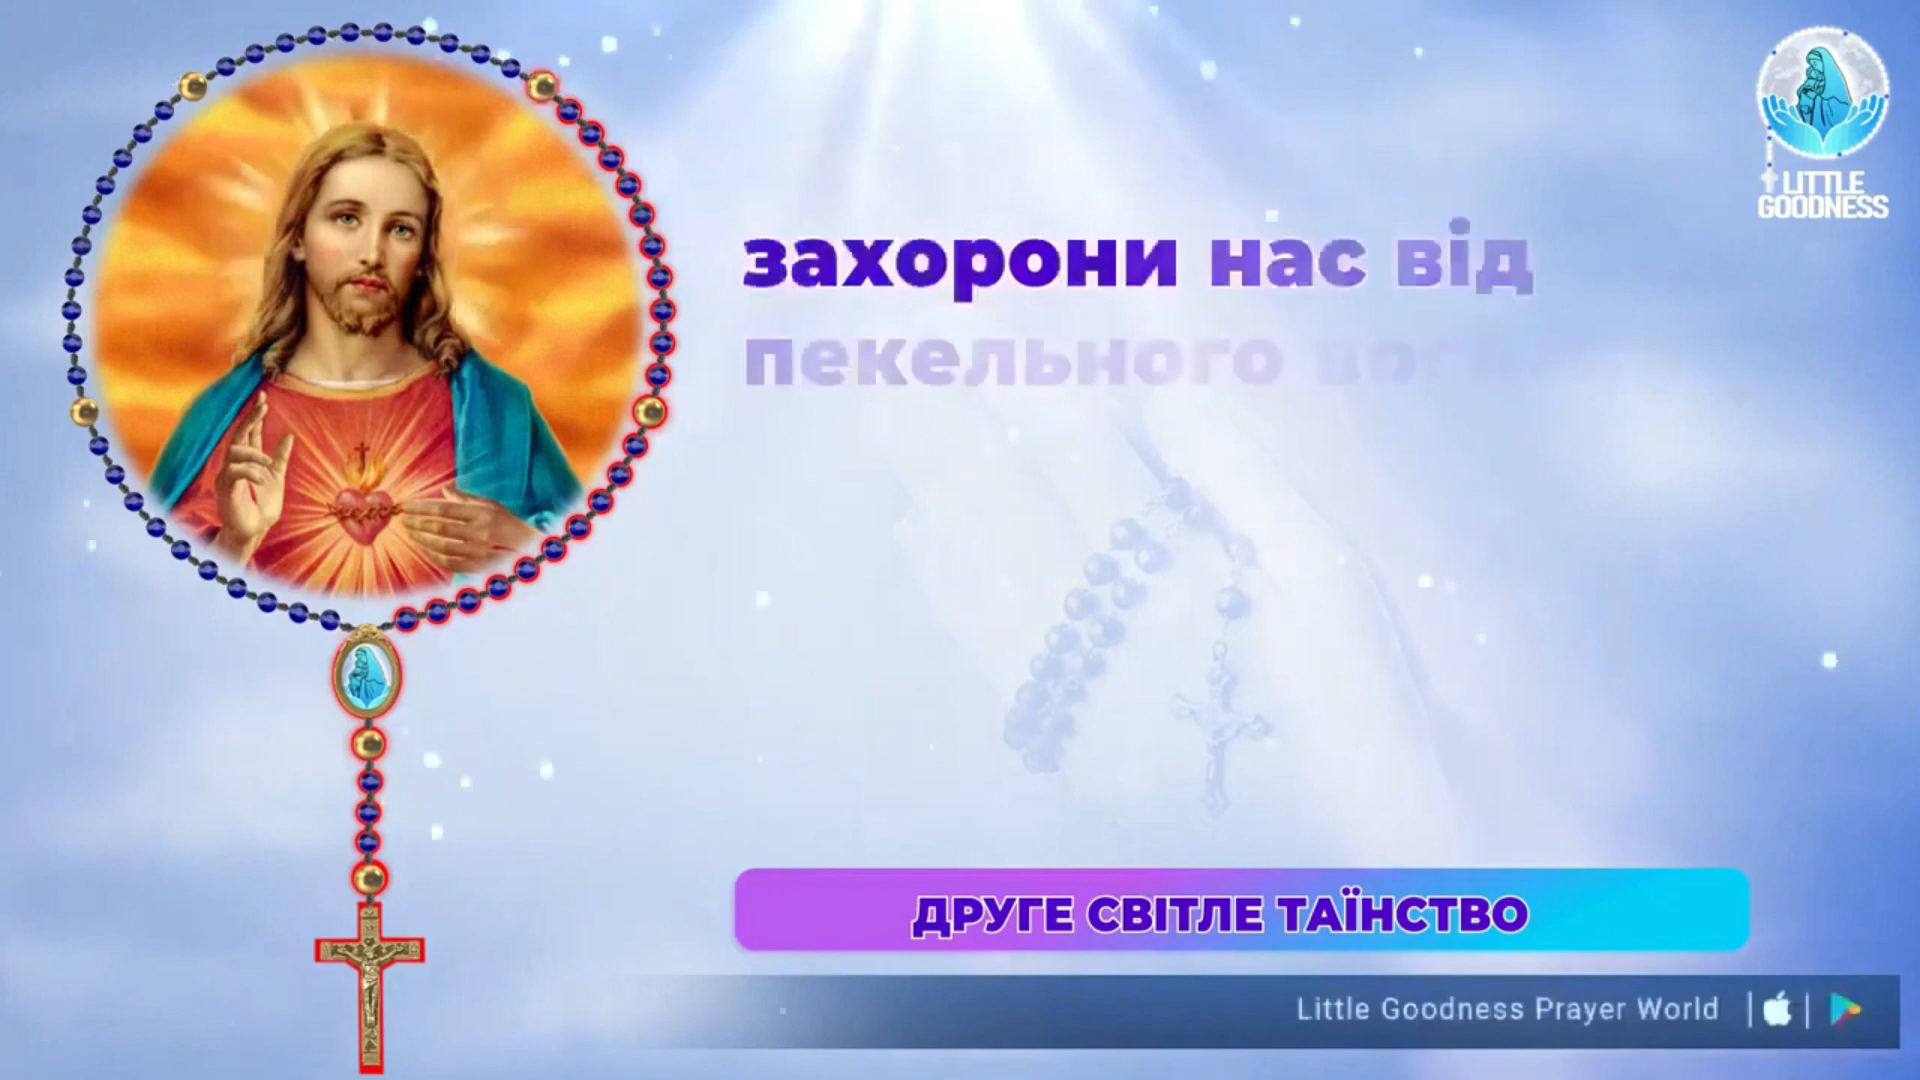 LITTLE
GOODNESS
захорони нас від
пекельного
ДРУГЕ СВІТЛЕ ТАЇНСТВО
Little Goodness Prayer World